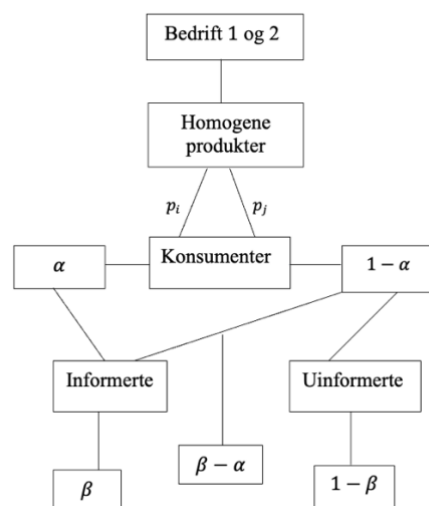 Bedrift 1 og 2
Homogene
produkter
p_i
p_j
α
Konsumenter
1 − α
Informerte
Uinformerte
β
β − α
1 − β